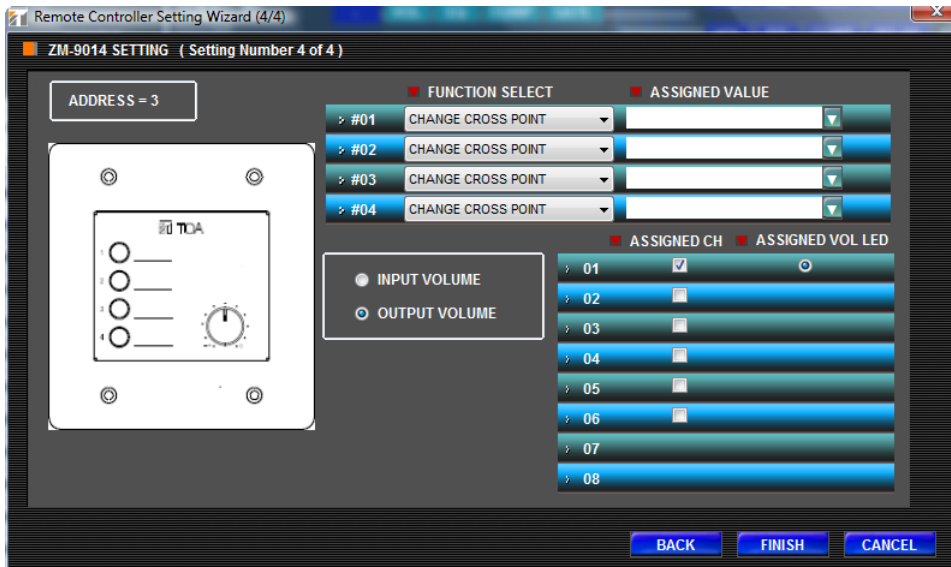 Remote Controller Setting Wizard (4/4)
ZM-9014 SETTING ( Setting Number 4 of 4 )
ADDRESS = 3
FUNCTION SELECT ASSIGNED VALUE
#01 CHANGE CROSS POINT
#02 CHANGE CROSS POINT
#03 CHANGE CROSS POINT
#04 CHANGE CROSS POINT
TOA
1
2
3
4
ASSIGNED CH ASSIGNED VOL LED
INPUT VOLUME
OUTPUT VOLUME
01
02
03
04
05
06
07
08
BACK FINISH CANCEL